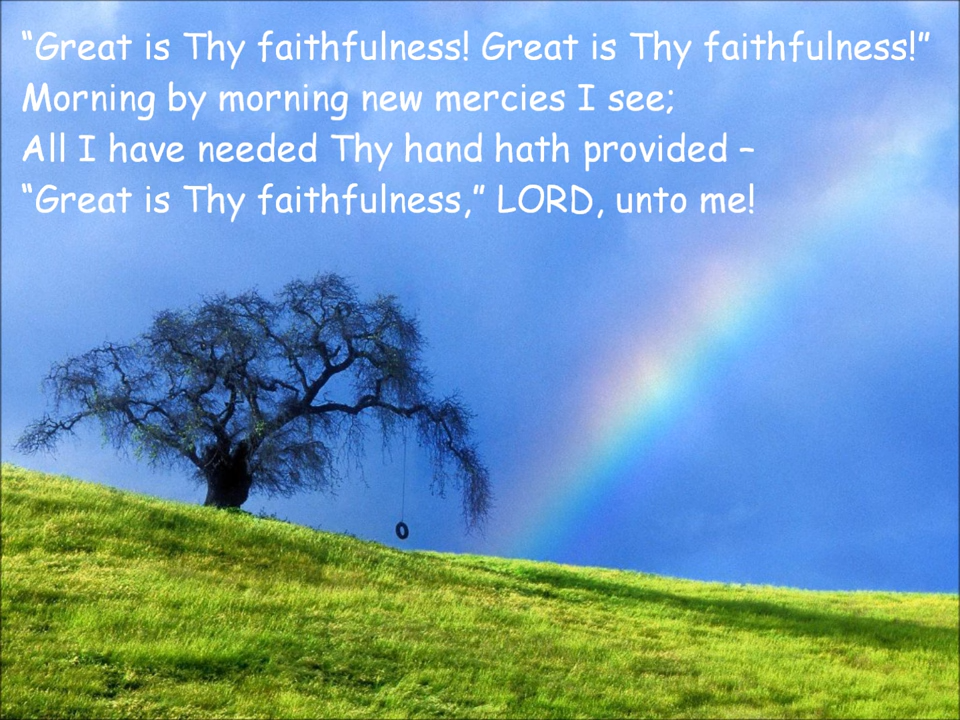 “Great is Thy faithfulness! Great is Thy faithfulness!”
Morning by morning new mercies I see;
All I have needed Thy hand hath provided –
“Great is Thy faithfulness,” LORD, unto me!